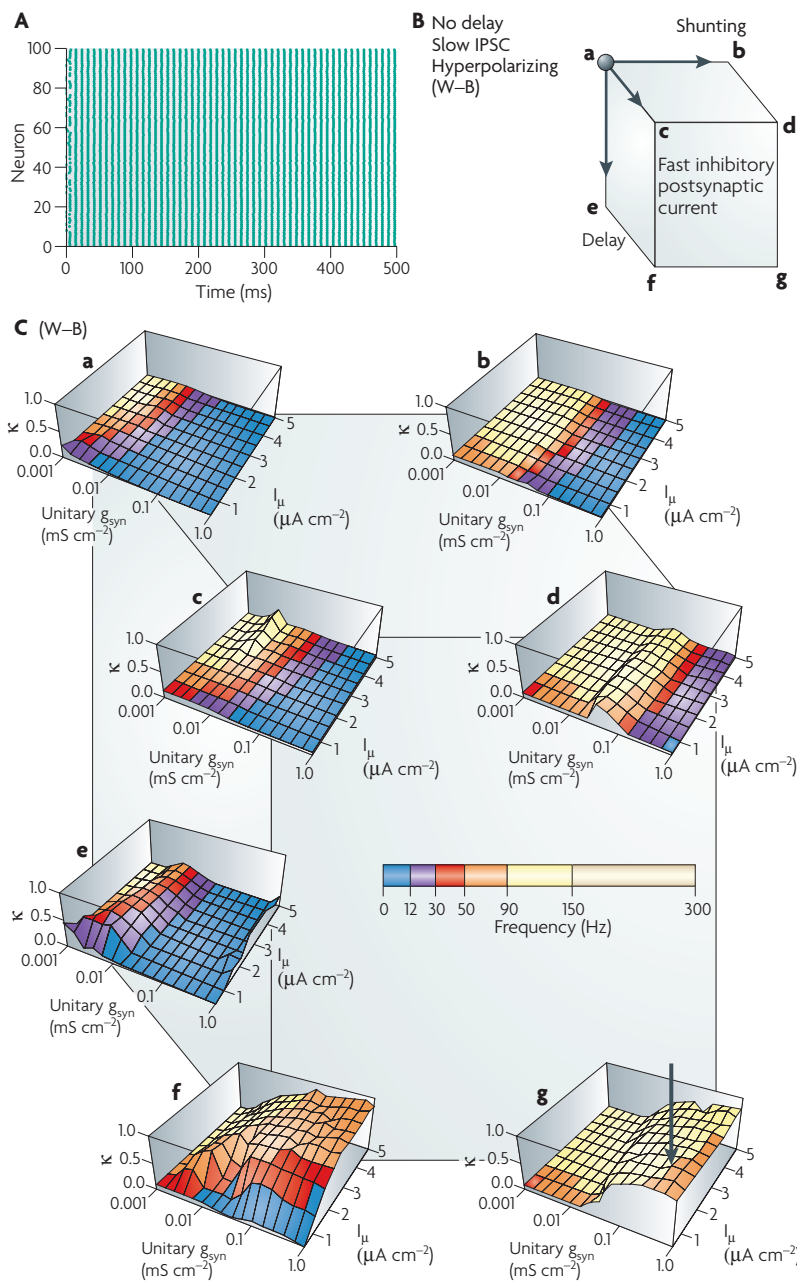 A
100
80
60
40
20
0
Neuron
0
100
200
300
400
500
Time (ms)
B
No delay
Slow IPSC
Hyperpolarizing
(W–B)
Shunting
a
b
c
d
Fast inhibitory
postsynaptic
current
e
Delay
f
g
C (W–B)
a
1.0
0.5
0.0
κ
0.001
0.01
0.1
1.0
Unitary gsyn
(mS cm–2)
5
4
3
2
1
Iμ
(μA cm–2)
b
1.0
0.5
0.0
κ
0.001
0.01
0.1
1.0
Unitary gsyn
(mS cm–2)
5
4
3
2
1
Iμ
(μA cm–2)
c
1.0
0.5
0.0
κ
0.001
0.01
0.1
1.0
Unitary gsyn
(mS cm–2)
5
4
3
2
1
Iμ
(μA cm–2)
d
1.0
0.5
0.0
κ
0.001
0.01
0.1
1.0
Unitary gsyn
(mS cm–2)
5
4
3
2
1
Iμ
(μA cm–2)
e
1.0
0.5
0.0
κ
0.001
0.01
0.1
1.0
Unitary gsyn
(mS cm–2)
5
4
3
2
1
Iμ
(μA cm–2)
0 12 30 50 90 150 300
Frequency (Hz)
f
1.0
0.5
0.0
κ
0.001
0.01
0.1
1.0
Unitary gsyn
(mS cm–2)
5
4
3
2
1
Iμ
(μA cm–2)
g
1.0
0.5
0.0
κ
0.001
0.01
0.1
1.0
Unitary gsyn
(mS cm–2)
5
4
3
2
1
Iμ
(μA cm–2)